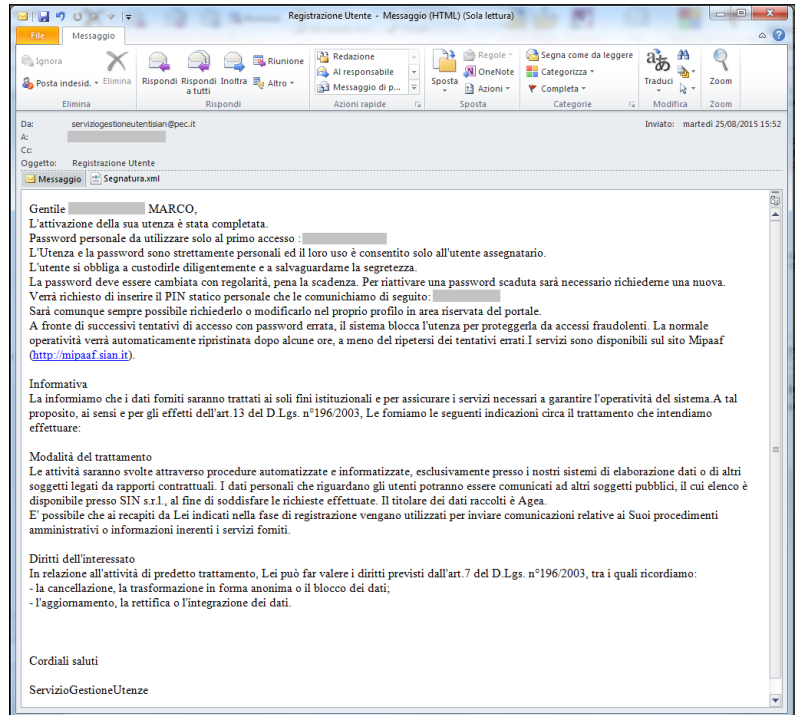 Registrazione Utente - Messaggio (HTML) (Sola lettura)
File Messaggio
Ignora
Posta indesid. Elimina
Elimina
Rispondi Rispondi a tutti Inoltra
Riunione
Altro
Rispondi
Redazione
Al responsabile
Messaggio di p...
Azioni rapide
Sposta
Regole
OneNote
Azioni
Sposta
Segna come da leggere
Categorizza
Completa
Categorie
Traduci
Modifica
Zoom
Zoom
Da: serviziogestioneutentisian@pec.it Inviato: martedì 25/08/2015 15:52
A:
Cc:
Oggetto: Registrazione Utente
Messaggio Segnatura.xml
Gentile MARCO,
L'attivazione della sua utenza è stata completata.
Password personale da utilizzare solo al primo accesso :
L'Utenza e la password sono strettamente personali ed il loro uso è consentito solo all'utente assegnatario.
L'utente si obbliga a custodirle diligentemente e a salvaguardarne la segretezza.
La password deve essere cambiata con regolarità, pena la scadenza. Per riattivare una password scaduta sarà necessario richiederne una nuova.
Verrà richiesto di inserire il PIN statico personale che le comunichiamo di seguito:
Sarà comunque sempre possibile richiederlo o modificarlo nel proprio profilo in area riservata del portale.
A fronte di successivi tentativi di accesso con password errata, il sistema blocca l'utenza per proteggerla da accessi fraudolenti. La normale
operatività verrà automaticamente ripristinata dopo alcune ore, a meno del ripetersi dei tentativi errati.I servizi sono disponibili sul sito Mipaaf
(http://mipaaf.sian.it).
Informativa
La informiamo che i dati forniti saranno trattati ai soli fini istituzionali e per assicurare i servizi necessari a garantire l'operatività del sistema.A tal
proposito, ai sensi e per gli effetti dell'art.13 del D.Lgs. n°196/2003, Le forniamo le seguenti indicazioni circa il trattamento che intendiamo
effettuare:
Modalità del trattamento
Le attività saranno svolte attraverso procedure automatizzate e informatizzate, esclusivamente presso i nostri sistemi di elaborazione dati o di altri
soggetti legati da rapporti contrattuali. I dati personali che riguardano gli utenti potranno essere comunicati ad altri soggetti pubblici, il cui elenco è
disponibile presso SIN s.r.l., al fine di soddisfare le richieste effettuate. Il titolare dei dati raccolti è Agea.
E' possibile che ai recapiti da Lei indicati nella fase di registrazione vengano utilizzati per inviare comunicazioni relative ai Suoi procedimenti
amministrativi o informazioni inerenti i servizi forniti.
Diritti dell'interessato
In relazione all'attività di predetto trattamento, Lei può far valere i diritti previsti dall'art.7 del D.Lgs. n°196/2003, tra i quali ricordiamo:
- la cancellazione, la trasformazione in forma anonima o il blocco dei dati;
- l'aggiornamento, la rettifica o l'integrazione dei dati.
Cordiali saluti
ServizioGestioneUtenze